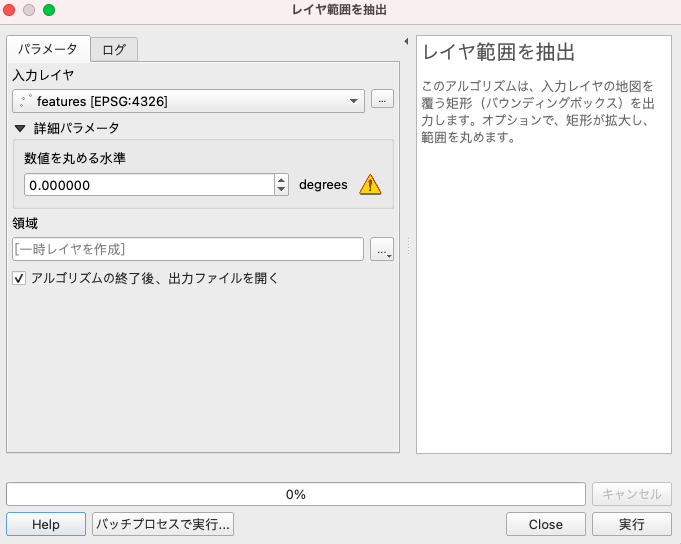 レイヤ範囲を抽出
パラメータ
ログ
入力レイヤ
features [EPSG:4326]
...
詳細パラメータ
数値を丸める水準
0.000000
degrees
領域
[一時レイヤを作成]
...
アルゴリズムの終了後、出力ファイルを開く
レイヤ範囲を抽出
このアルゴリズムは、入力レイヤの地図を
覆う矩形（バウンディングボックス）を出
力します。オプションで、矩形が拡大し、
範囲を丸めます。
0%
キャンセル
Help
バッチプロセスで実行...
Close
実行